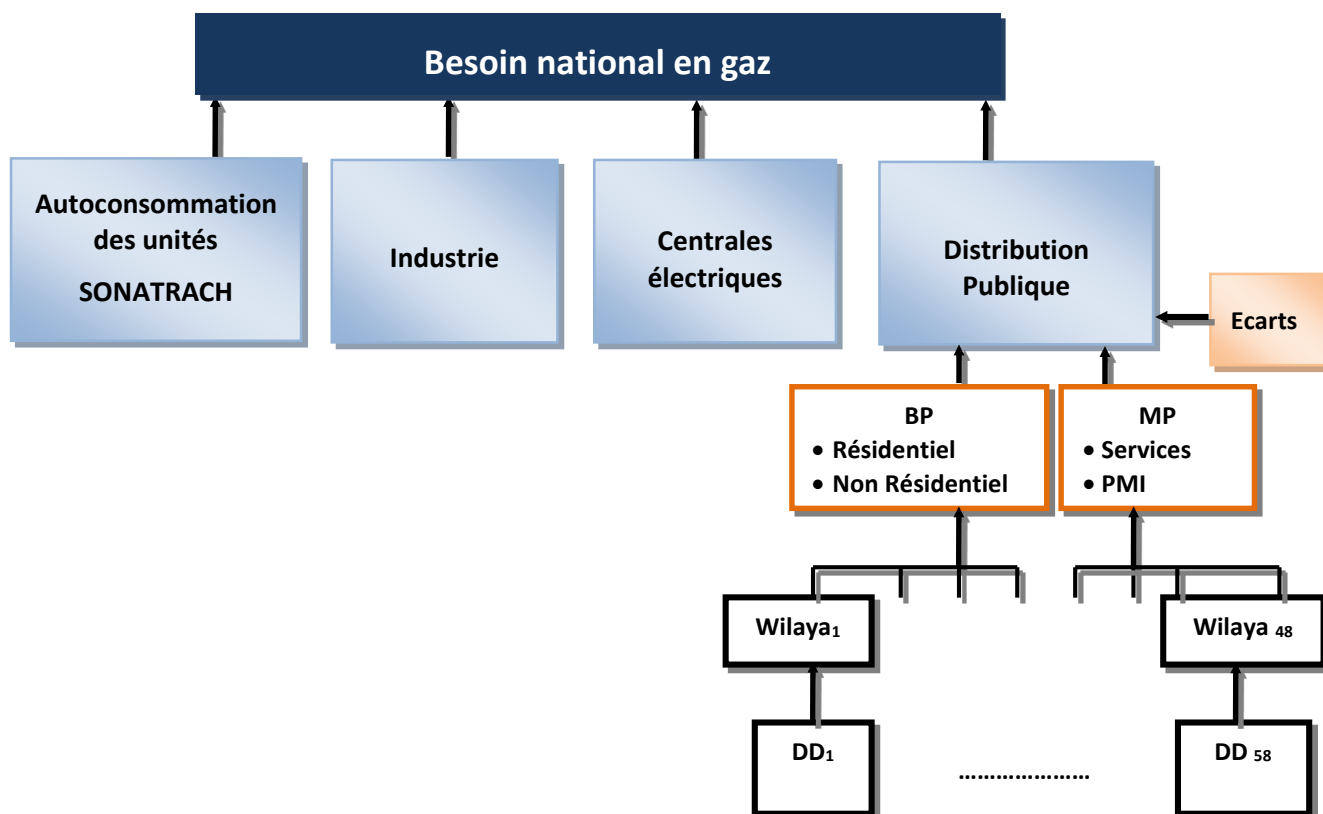 Besoin national en gaz
Autoconsommation
des unités
SONATRACH
Industrie
Centrales
électriques
Distribution
Publique
Ecarts
BP
• Résidentiel
• Non Résidentiel
MP
• Services
• PMI
Wilaya1
Wilaya 48
DD1
.....................
DD 58